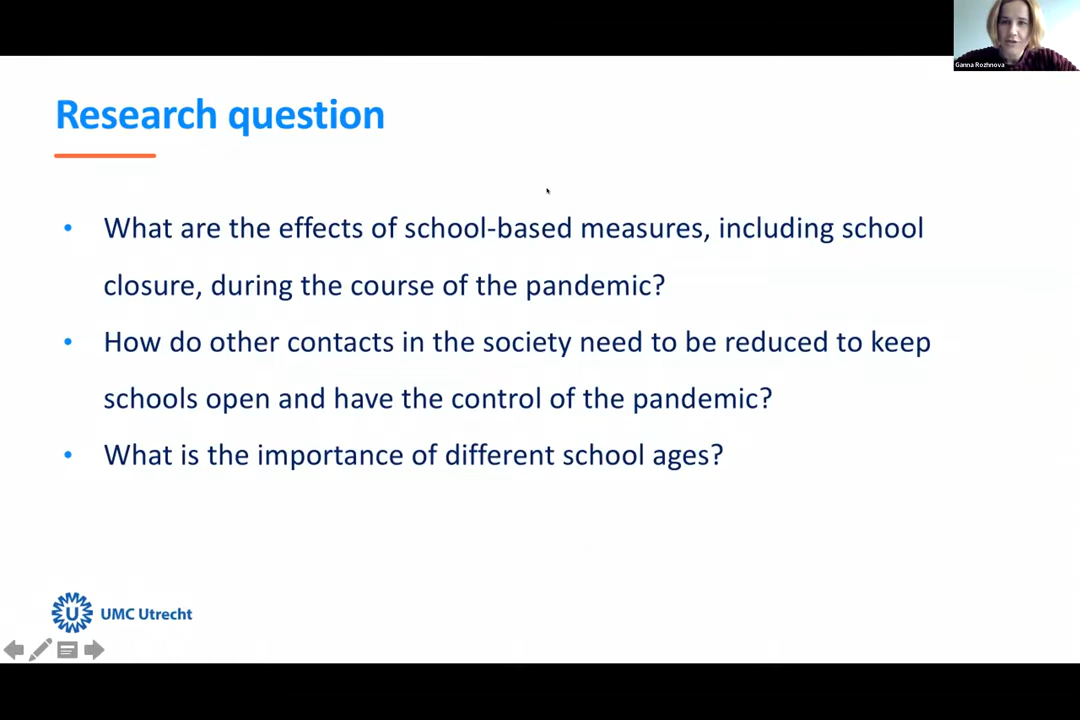 Ganna Rozhnova
Research question
• What are the effects of school-based measures, including school
closure, during the course of the pandemic?
• How do other contacts in the society need to be reduced to keep
schools open and have the control of the pandemic?
• What is the importance of different school ages?
U
UMC Utrecht